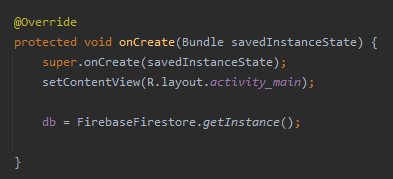 @Override
protected void onCreate(Bundle savedInstanceState) {
super.onCreate(savedInstanceState);
setContentView(R.layout.activity_main);
db = FirebaseFirestore.getInstance();
}